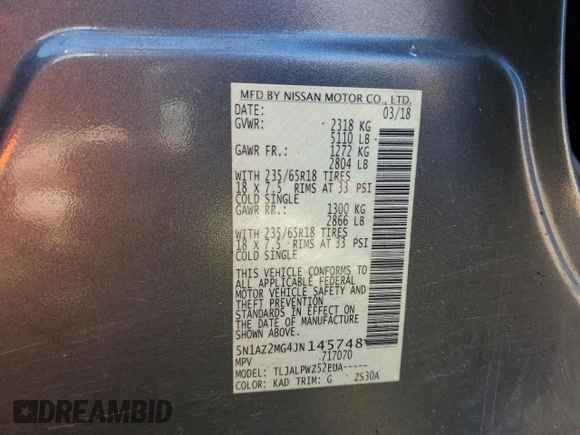 MFD BY NISSAN MOTOR CO., LTD.
DATE: 03/18
GVWR: 2318 KG
5110 LB
GAWR FR.: 1272 KG
2804 LB
WITH 235/65R18 TIRES
18 X 7.5 RIMS AT 33 PSI
COLD SINGLE
GAWR RR.: 1300 KG
2866 LB
WITH 235/65R18 TIRES
18 X 7.5 RIMS AT 33 PSI
COLD SINGLE
THIS VEHICLE CONFORMS TO
ALL APPLICABLE FEDERAL
MOTOR VEHICLE SAFETY AND
THEFT PREVENTION
STANDARDS IN EFFECT ON
THE DATE OF MANUFACTURE SHOWN
ABOVE.
5N1AZ2MG4JN145748
MPV 717070
MODEL: TLJALPWZ52EUA-----
COLOR: KAD TRIM: G ZS30A
DREAMBID